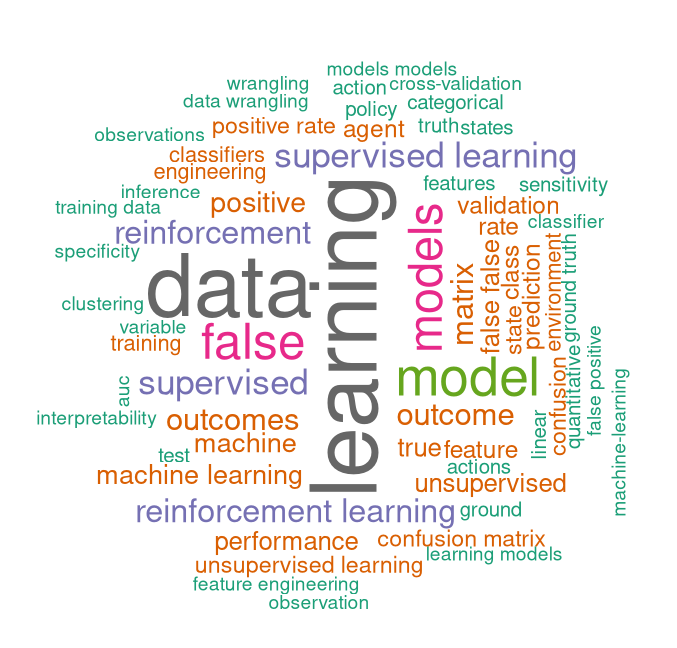 models models
wrangling
action
cross-validation
data wrangling
policy
categorical
observations
positive rate
agent
truth
states
classifiers
supervised learning
engineering
features
sensitivity
inference
training data
positive
validation
reinforcement
rate
classifier
specificity
learning
models
data
matrix
false false
state
class
prediction
environment
ground truth
clustering
variable
false
training
supervised
model
auc
confusion
quantitative
false positive
machine-learning
interpretability
outcomes
outcome
linear
machine
true
feature
test
actions
machine learning
unsupervised
reinforcement learning
ground
performance
confusion matrix
learning models
unsupervised learning
feature engineering
observation